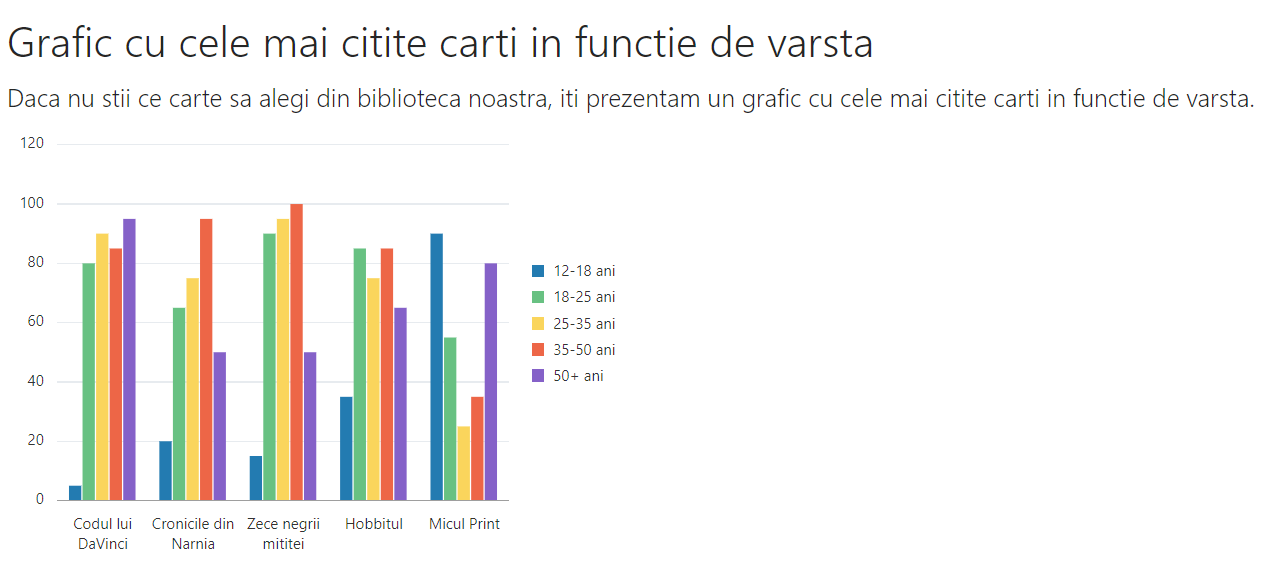 Grafic cu cele mai citite carti in functie de varsta
Daca nu stii ce carte sa alegi din biblioteca noastra, iti prezentam un grafic cu cele mai citite carti in functie de varsta.
120
100
80
60
40
20
0
Codul lui
DaVinci
Cronicile din
Narnia
Zece negrii
mititei
Hobbitul
Micul Print
12-18 ani
18-25 ani
25-35 ani
35-50 ani
50+ ani